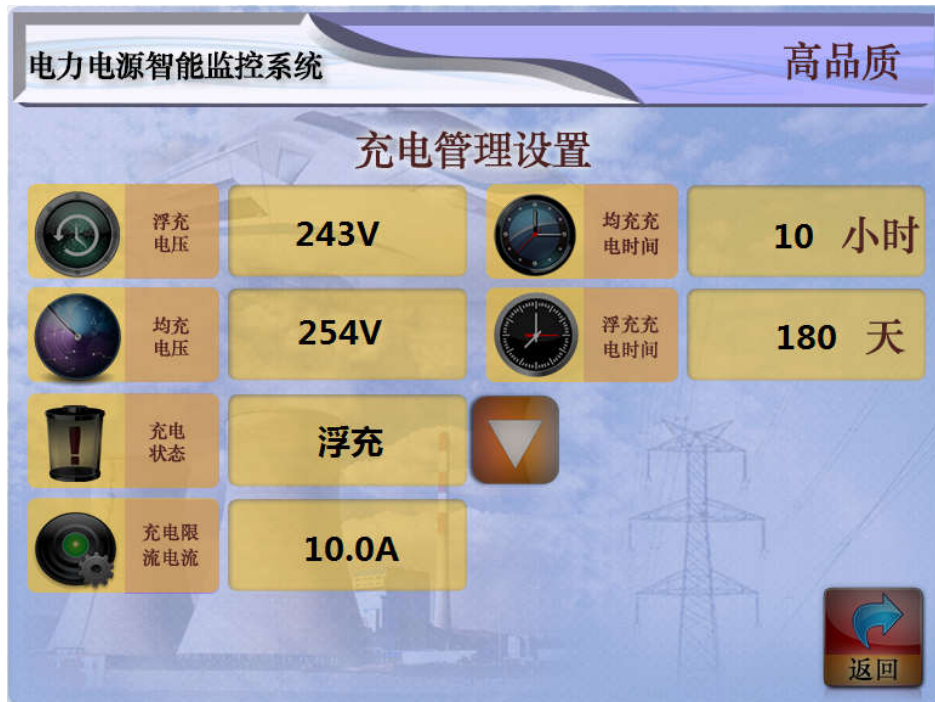 电力电源智能监控系统
高品质
充电管理设置
浮充
电压
243V
均充充
电时间
10 小时
均充
电压
254V
浮充充
电时间
180 天
充电
状态
浮充
充电限
流电流
10.0A
返回